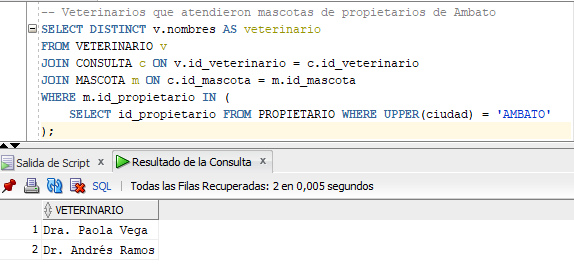 -- Veterinarios que atendieron mascotas de propietarios de Ambato
SELECT DISTINCT v.nombres AS veterinario
FROM VETERINARIO v
JOIN CONSULTA c ON v.id_veterinario = c.id_veterinario
JOIN MASCOTA m ON c.id_mascota = m.id_mascota
WHERE m.id_propietario IN (
    SELECT id_propietario FROM PROPIETARIO WHERE UPPER(ciudad) = 'AMBATO'
);
Salida de Script x Resultado de la Consulta x
SQL | Todas las Filas Recuperadas: 2 en 0,005 segundos
VETERINARIO
1 Dra. Paola Vega
2 Dr. Andrés Ramos